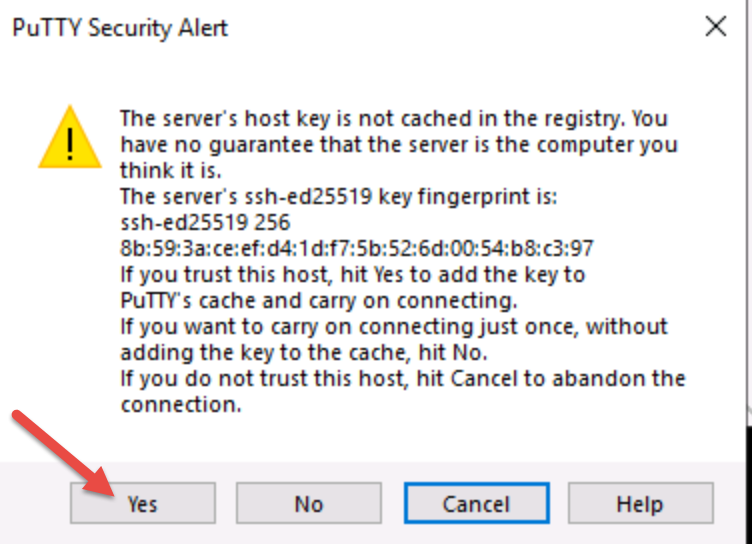 PuTTY Security Alert
The server's host key is not cached in the registry. You
have no guarantee that the server is the computer you
think it is.
The server's ssh-ed25519 key fingerprint is:
ssh-ed25519 256
8b:59:3a:ce:ef:d4:1d:f7:5b:52:6d:00:54:b8:c3:97
If you trust this host, hit Yes to add the key to
PuTTY's cache and carry on connecting.
If you want to carry on connecting just once, without
adding the key to the cache, hit No.
If you do not trust this host, hit Cancel to abandon the
connection.
Yes No Cancel Help